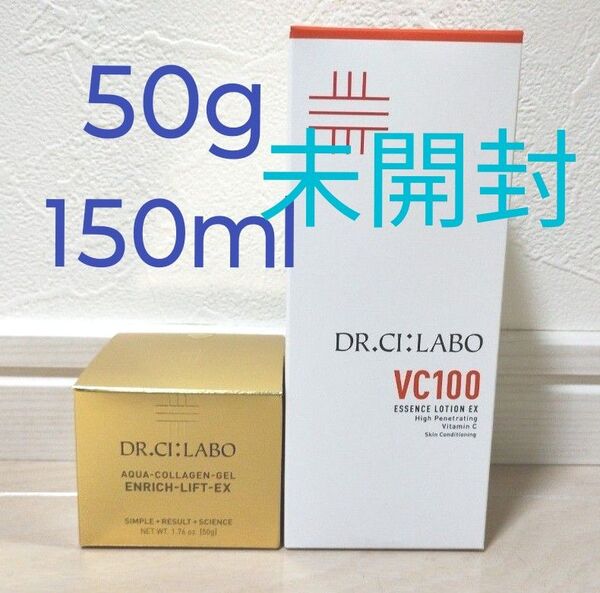 50g
150ml
未開封
DR.CI:LABO
VC100
ESSENCE LOTION EX
High Penetrating
Vitamin C
Skin Conditioning
DR.CI:LABO
AQUA-COLLAGEN-GEL
ENRICH-LIFT-EX
SIMPLE+RESULT+SCIENCE
NET WT. 1.76 oz. [50g]